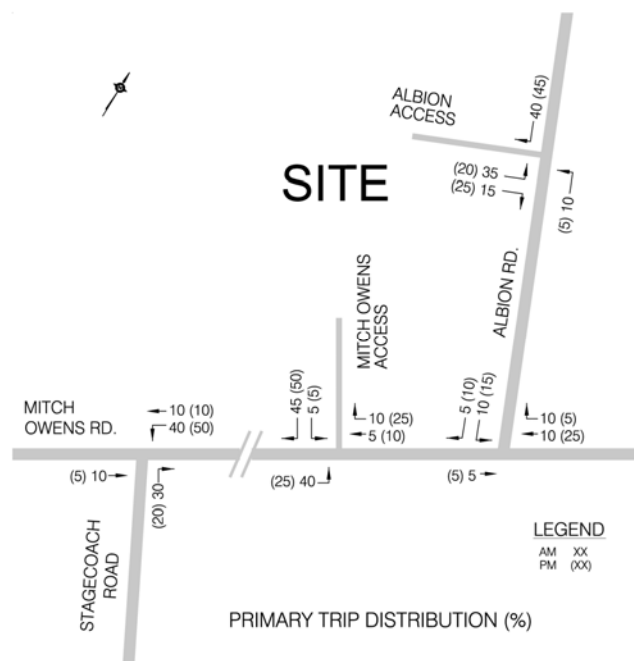 ALBION
ACCESS
40 (45)
(20) 35
(25) 15
(5) 10
SITE
ALBION RD.
MITCH OWENS
ACCESS
MITCH
OWENS RD.
10 (10)
40 (50)
45 (50)
5 (5)
10 (25)
5 (10)
5 (10)
10 (15)
10 (5)
10 (25)
(5) 10
(20) 30
(25) 40
(5) 5
STAGECOACH
ROAD
LEGEND
AM XX
PM (XX)
PRIMARY TRIP DISTRIBUTION (%)